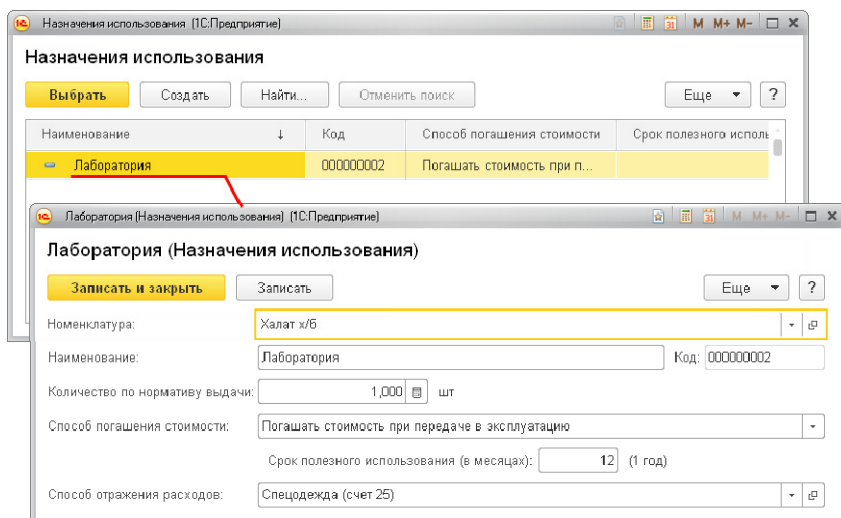 Назначения использования (1С:Предприятие) M M+ M-
Назначения использования
Выбрать Создать Найти... Отменить поиск Еще ?
Наименование ↓ Код Способ погашения стоимости Срок полезного исполь
Лаборатория 000000002 Погашать стоимость при п...
Лаборатория (Назначения использования) (1С:Предприятие) M M+ M-
Лаборатория (Назначения использования)
Записать и закрыть Записать Еще ?
Номенклатура: Халат х/б
Наименование: Лаборатория Код: 000000002
Количество по нормативу выдачи: 1,000 шт
Способ погашения стоимости: Погашать стоимость при передаче в эксплуатацию
Срок полезного использования (в месяцах): 12 (1 год)
Способ отражения расходов: Спецодежда (счет 25)